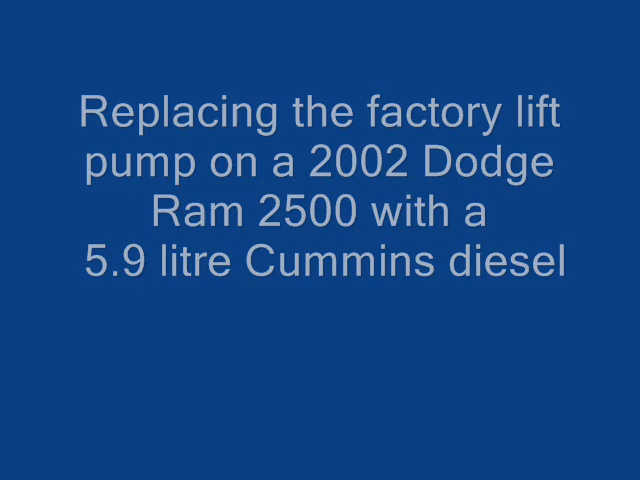 Replacing the factory lift
pump on a 2002 Dodge
Ram 2500 with a
5.9 litre Cummins diesel